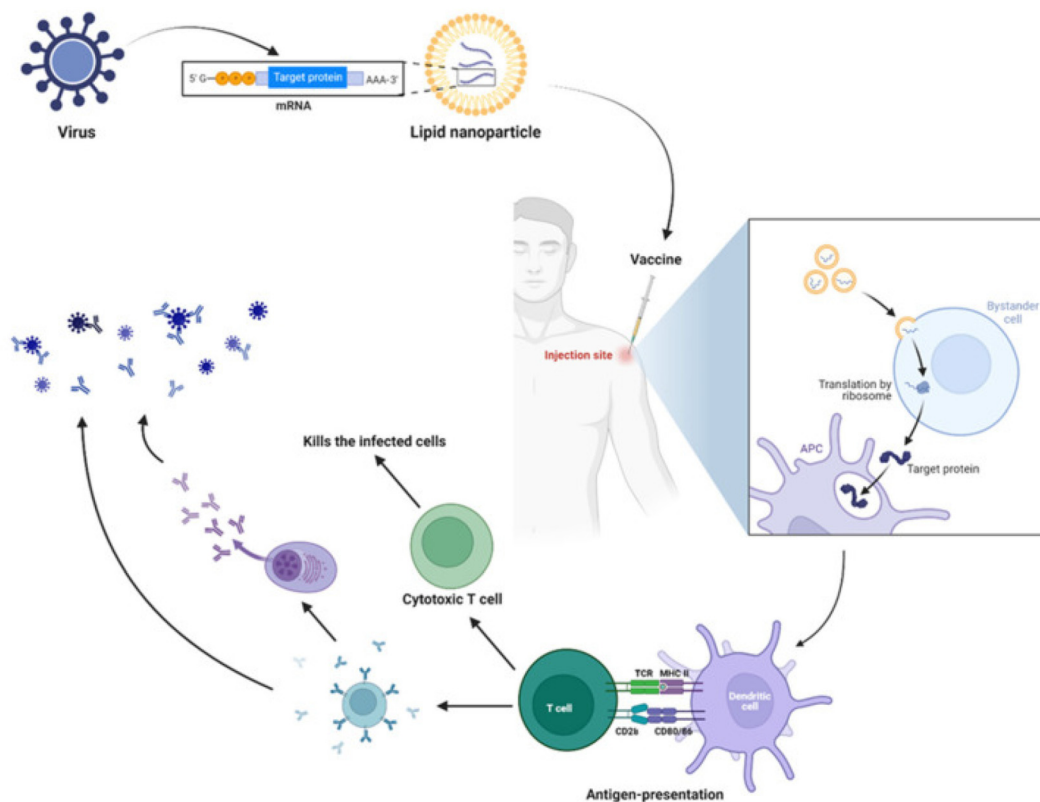 5' G
Target protein
AAA-3'
mRNA
Virus
Lipid nanoparticle
Vaccine
Injection site
Bystander
cell
Translation by
ribosome
APC
Target protein
Kills the infected cells
Cytotoxic T cell
TCR
MHC II
T cell
Dendritic
cell
CD28
CD80/86
Antigen-presentation